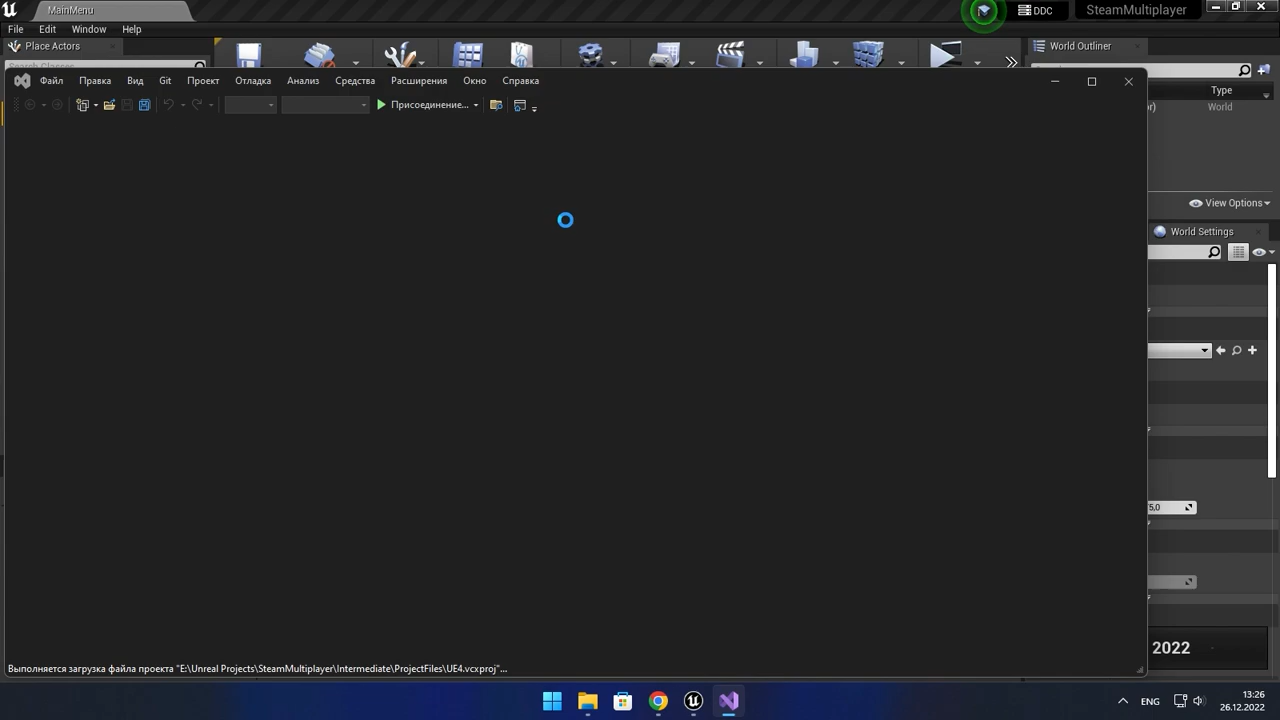 MainMenu
DDC
SteamMultiplayer
File Edit Window Help
Place Actors
Search Classes
World Outliner
Файл Правка Вид Git Проект Отладка Анализ Средства Расширения Окно Справка
Type
Присоединение...
World
View Options
World Settings
2022
Выполняется загрузка файла проекта "E:\Unreal Projects\SteamMultiplayer\Intermediate\ProjectFiles\UE4.vcxproj"...
ENG
13:26
26.12.2022